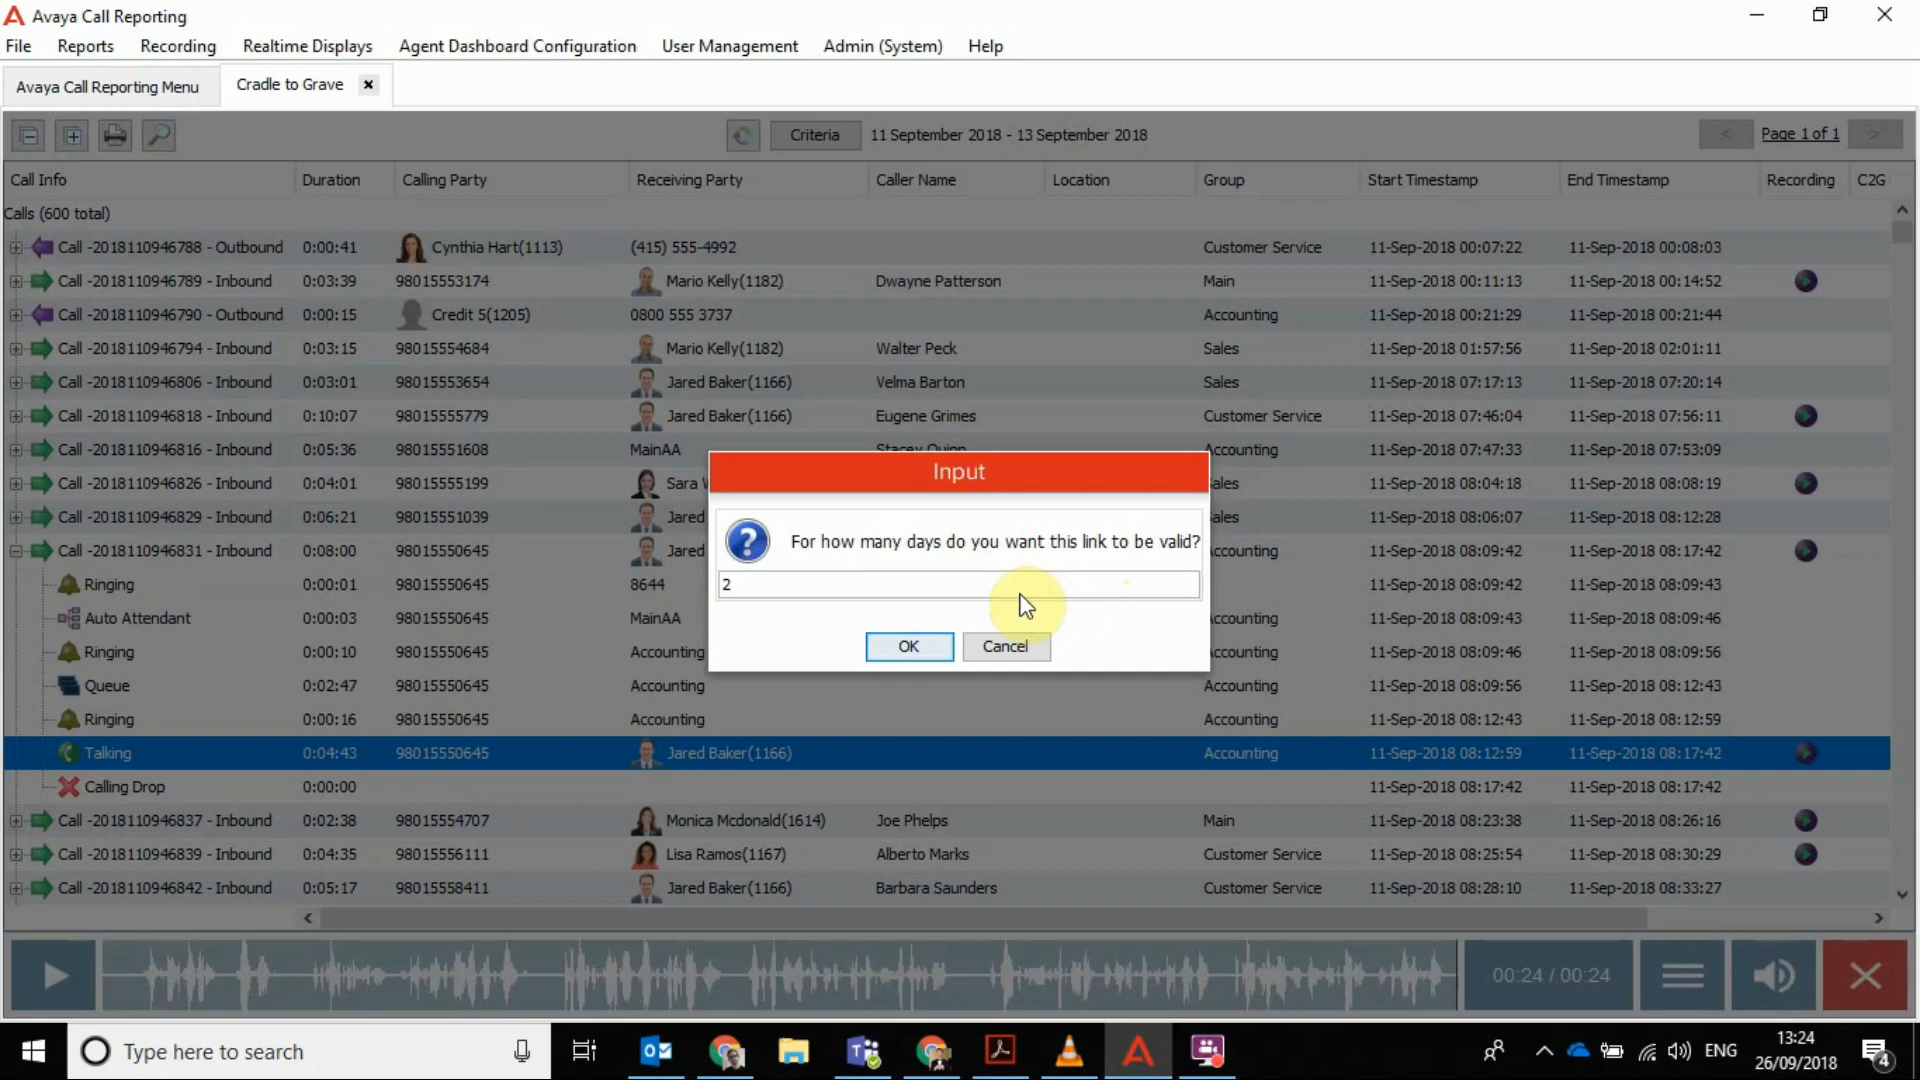 Avaya Call Reporting
File Reports Recording Realtime Displays Agent Dashboard Configuration User Management Admin (System) Help
Avaya Call Reporting Menu Cradle to Grave
Criteria 11 September 2018 - 13 September 2018 < Page 1 of 1 >
Call Info Duration Calling Party Receiving Party Caller Name Location Group Start Timestamp End Timestamp Recording C2G
Calls (600 total)
Call -2018110946788 - Outbound 0:00:41 Cynthia Hart(1113) (415) 555-4992 Customer Service 11-Sep-2018 00:07:22 11-Sep-2018 00:08:03
Call -2018110946789 - Inbound 0:03:39 98015553174 Mario Kelly(1182) Dwayne Patterson Main 11-Sep-2018 00:11:13 11-Sep-2018 00:14:52
Call -2018110946790 - Outbound 0:00:15 Credit 5(1205) 0800 555 3737 Accounting 11-Sep-2018 00:21:29 11-Sep-2018 00:21:44
Call -2018110946794 - Inbound 0:03:15 98015554684 Mario Kelly(1182) Walter Peck Sales 11-Sep-2018 01:57:56 11-Sep-2018 02:01:11
Call -2018110946806 - Inbound 0:03:01 98015553654 Jared Baker(1166) Velma Barton Sales 11-Sep-2018 07:17:13 11-Sep-2018 07:20:14
Call -2018110946818 - Inbound 0:10:07 98015555779 Jared Baker(1166) Eugene Grimes Customer Service 11-Sep-2018 07:46:04 11-Sep-2018 07:56:11
Call -2018110946816 - Inbound 0:05:36 98015551608 MainAA Stacey Quinn Accounting 11-Sep-2018 07:47:33 11-Sep-2018 07:53:09
Call -2018110946826 - Inbound 0:04:01 98015555199 Sara ales 11-Sep-2018 08:04:18 11-Sep-2018 08:08:19
Call -2018110946829 - Inbound 0:06:21 98015551039 Jared ales 11-Sep-2018 08:06:07 11-Sep-2018 08:12:28
Call -2018110946831 - Inbound 0:08:00 98015550645 Jared ccounting 11-Sep-2018 08:09:42 11-Sep-2018 08:17:42
Ringing 0:00:01 98015550645 8644 11-Sep-2018 08:09:42 11-Sep-2018 08:09:43
Auto Attendant 0:00:03 98015550645 MainAA ccounting 11-Sep-2018 08:09:43 11-Sep-2018 08:09:46
Ringing 0:00:10 98015550645 Accounting ccounting 11-Sep-2018 08:09:46 11-Sep-2018 08:09:56
Queue 0:02:47 98015550645 Accounting Accounting 11-Sep-2018 08:09:56 11-Sep-2018 08:12:43
Ringing 0:00:16 98015550645 Accounting Accounting 11-Sep-2018 08:12:43 11-Sep-2018 08:12:59
Talking 0:04:43 98015550645 Jared Baker(1166) Accounting 11-Sep-2018 08:12:59 11-Sep-2018 08:17:42
Calling Drop 0:00:00 11-Sep-2018 08:17:42 11-Sep-2018 08:17:42
Call -2018110946837 - Inbound 0:02:38 98015554707 Monica Mcdonald(1614) Joe Phelps Main 11-Sep-2018 08:23:38 11-Sep-2018 08:26:16
Call -2018110946839 - Inbound 0:04:35 98015556111 Lisa Ramos(1167) Alberto Marks Customer Service 11-Sep-2018 08:25:54 11-Sep-2018 08:30:29
Call -2018110946842 - Inbound 0:05:17 98015558411 Jared Baker(1166) Barbara Saunders Customer Service 11-Sep-2018 08:28:10 11-Sep-2018 08:33:27
Input
For how many days do you want this link to be valid?
2
OK Cancel
00:24 / 00:24
Type here to search
ENG
13:24
26/09/2018
4